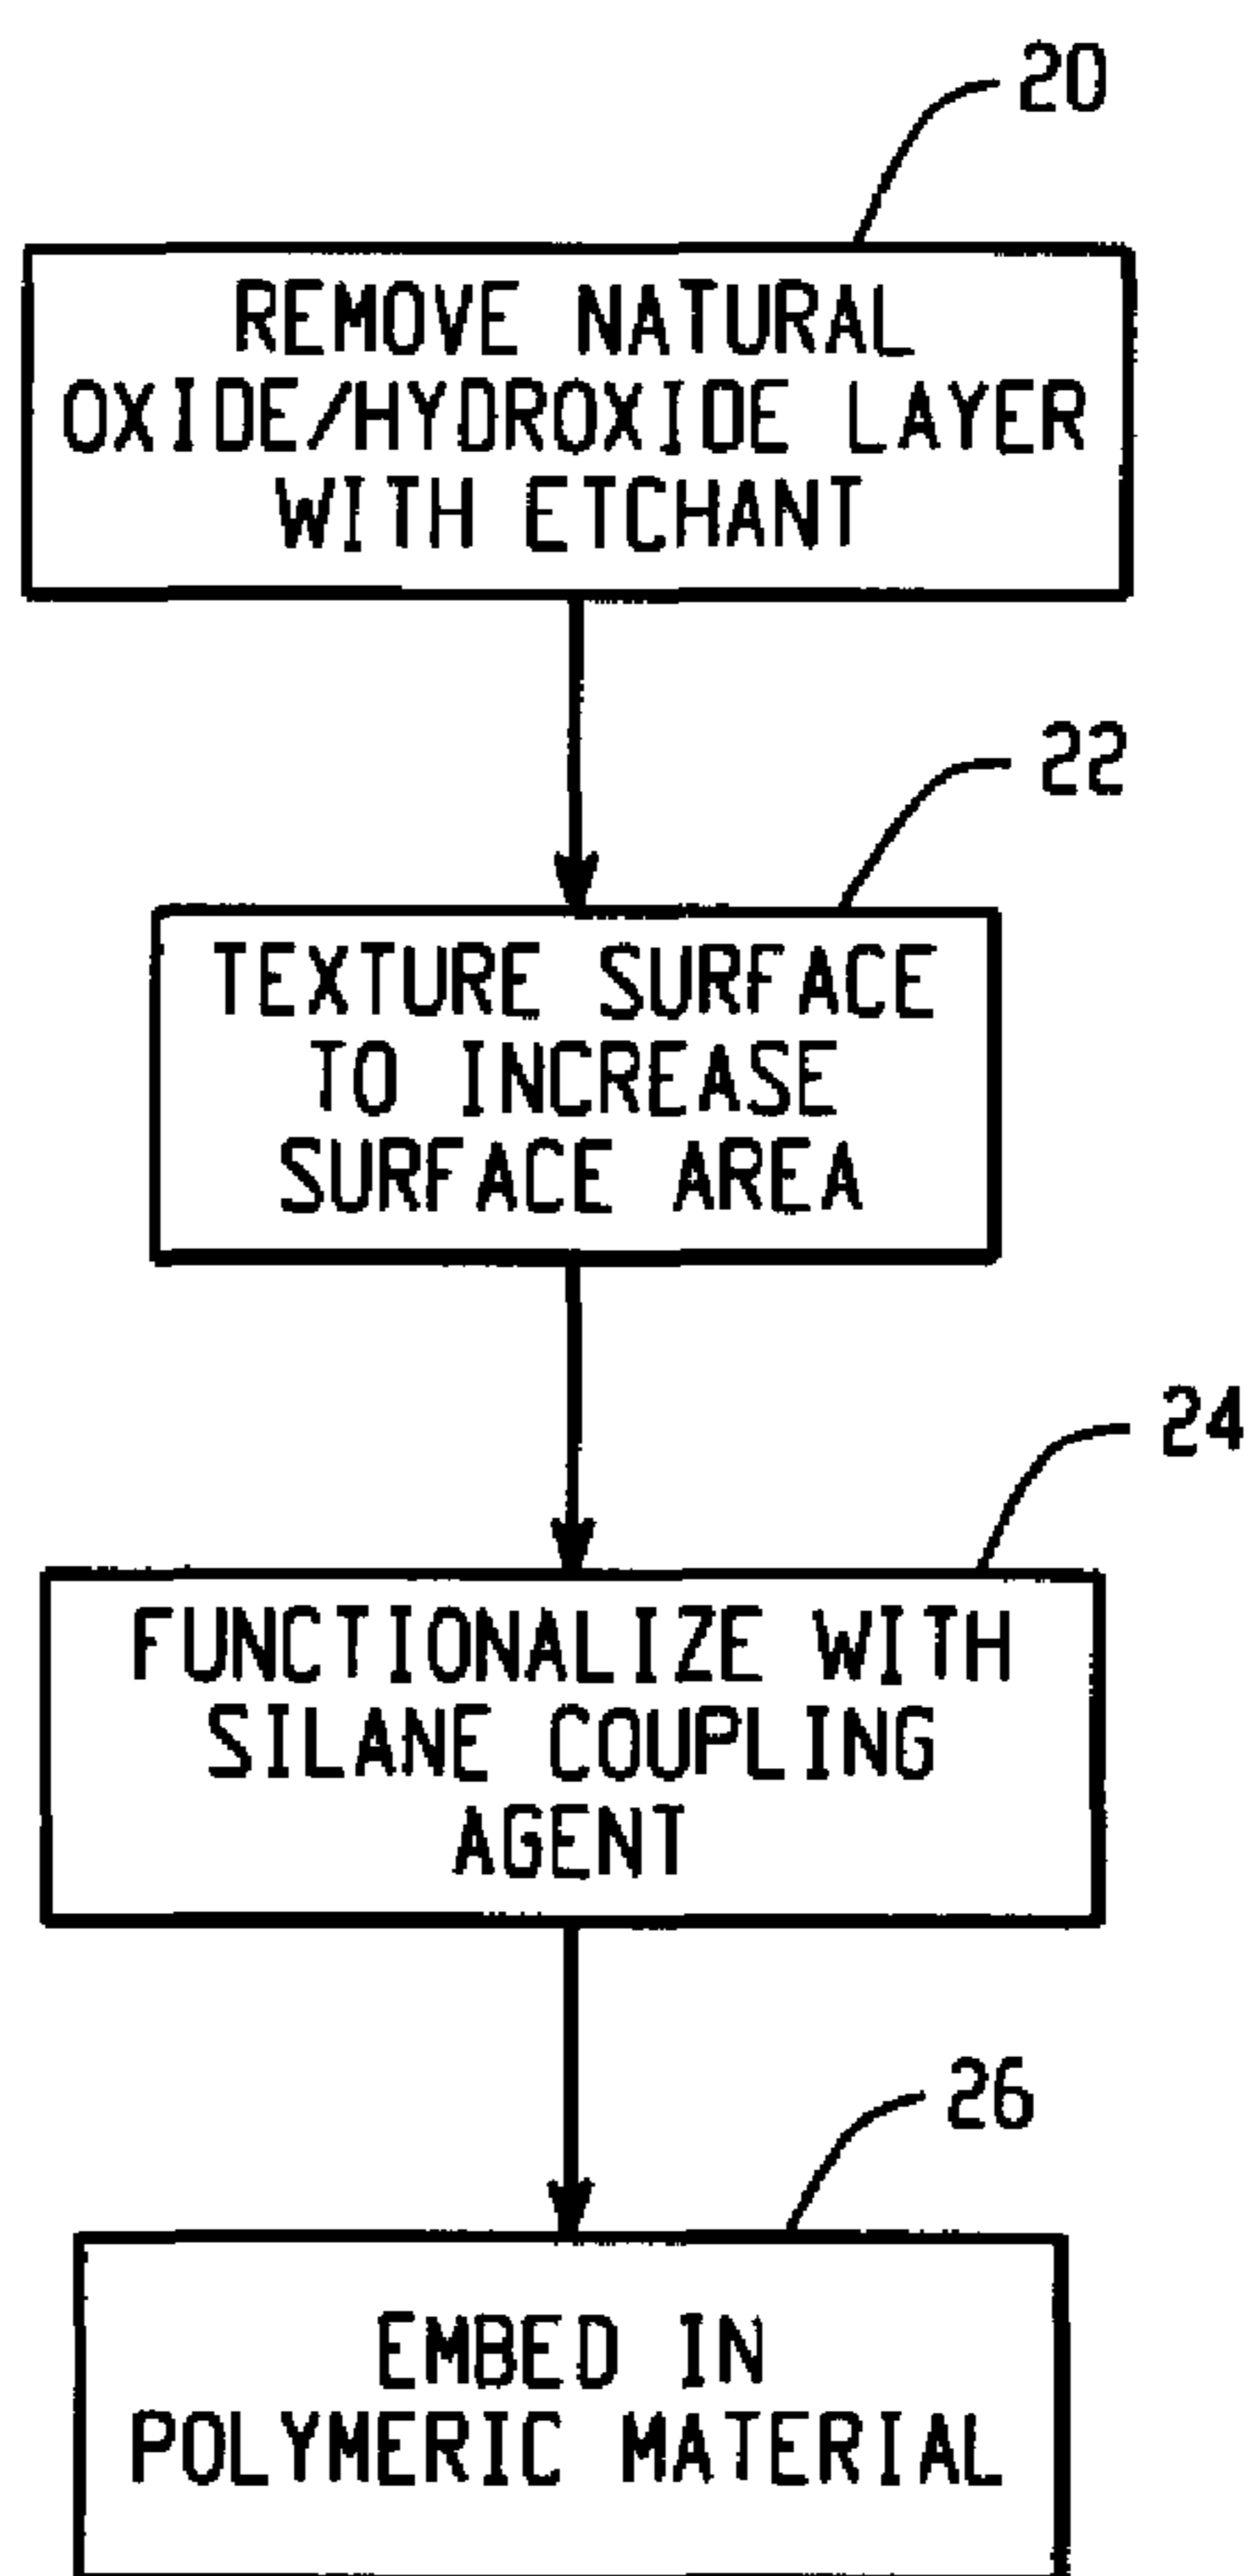 20
REMOVE NATURAL
OXIDE/HYDROXIDE LAYER
WITH ETCHANT
22
TEXTURE SURFACE
TO INCREASE
SURFACE AREA
24
FUNCTIONALIZE WITH
SILANE COUPLING
AGENT
26
EMBED IN
POLYMERIC MATERIAL